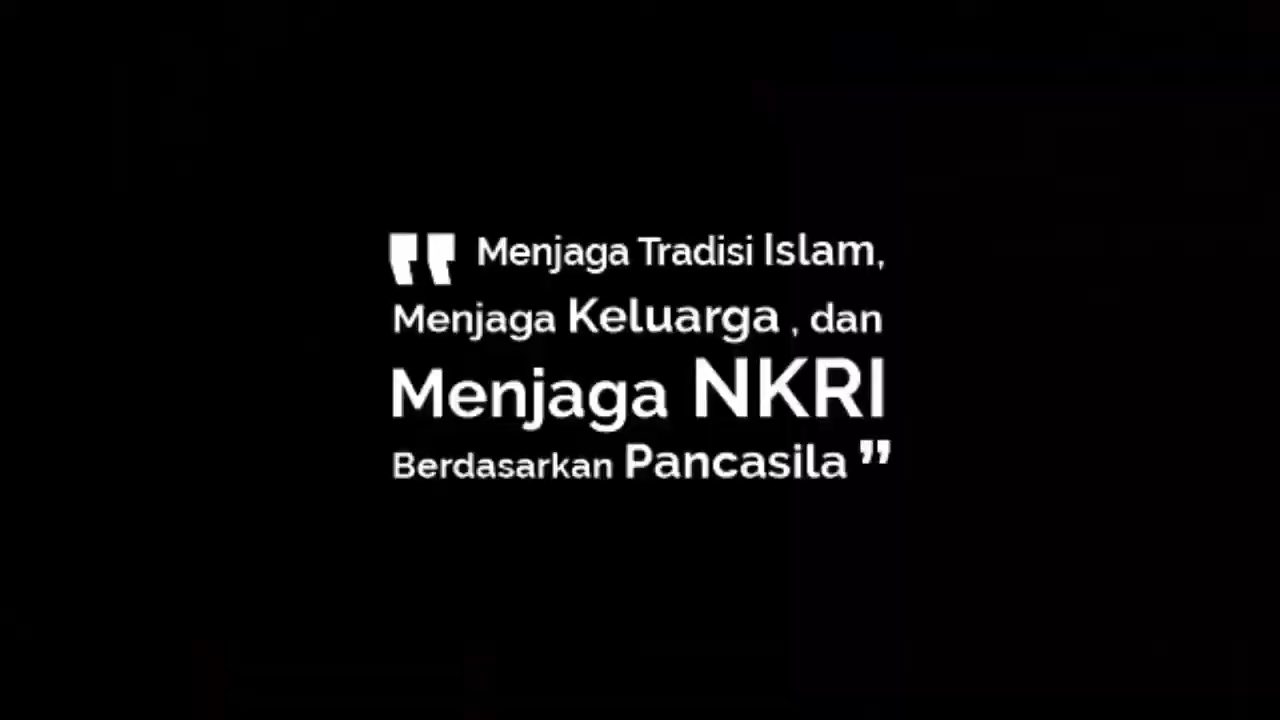 " Menjaga Tradisi Islam,
Menjaga Keluarga , dan
Menjaga NKRI
Berdasarkan Pancasila "